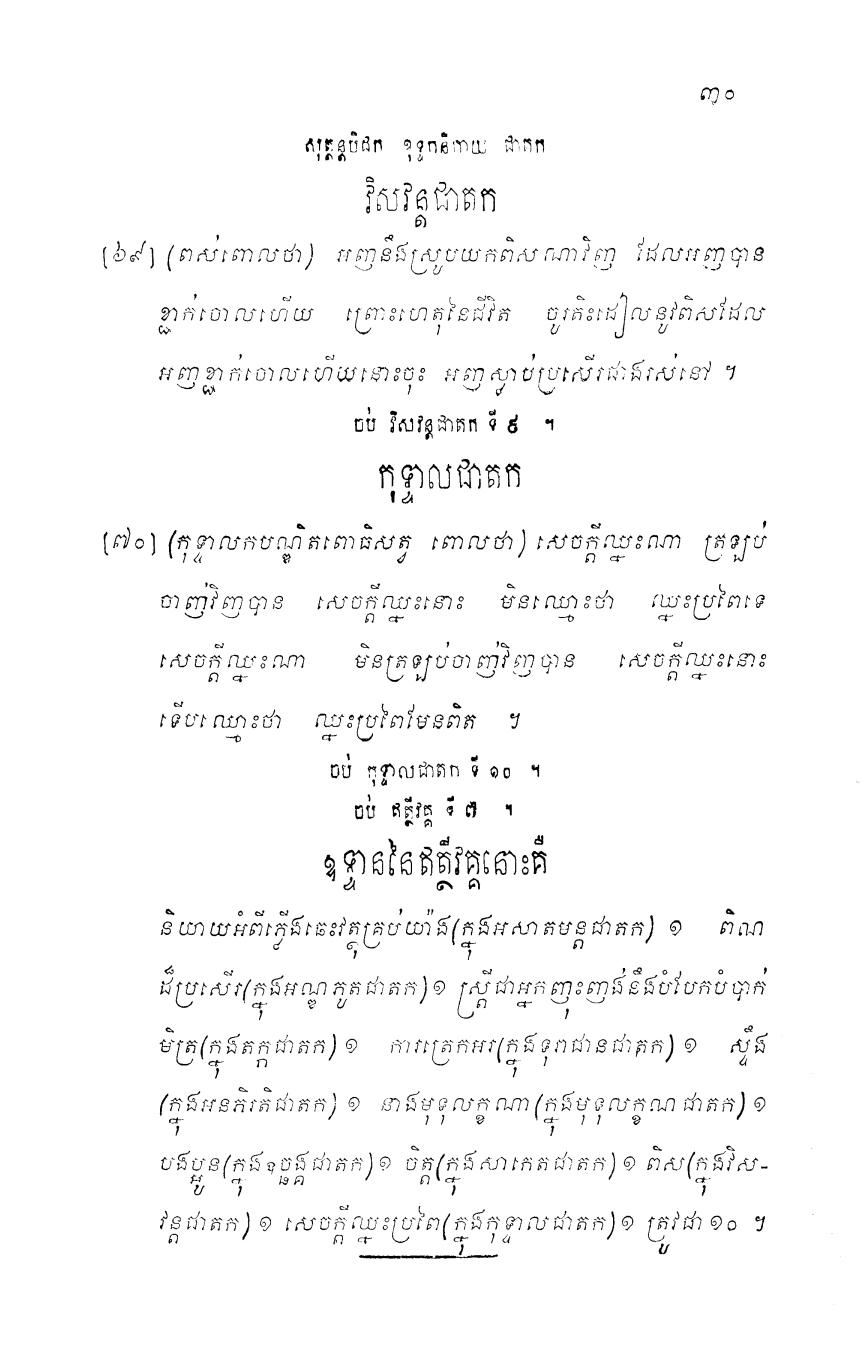 ៣០
សុត្តន្តបិដក ខុទ្ទកនិកាយ ជាតក
វិសវន្តជាតក
[៦៩] (ពស់ពោលថា) អញនឹងស្រូបយកពិសណាវិញ ដែលអញបាន
ខ្ជាក់ចោលហើយ ព្រោះហេតុនៃជីវិត ចូរតិះដៀលនូវពិសដែល
អញខ្ជាក់ចោលហើយនោះចុះ អញស្លាប់ប្រសើរជាងរស់នៅ ។
ចប់ វិសវន្តជាតក ទី ៩ ។
កុទ្ទាលជាតក
[៧០] (កុទ្ទាលកបណ្ឌិតពោធិសត្វ ពោលថា) សេចក្តីឈ្នះណា ត្រឡប់
ចាញ់វិញបាន សេចក្តីឈ្នះនោះ មិនឈ្មោះថា ឈ្នះប្រពៃទេ
សេចក្តីឈ្នះណា មិនត្រឡប់ចាញ់វិញបាន សេចក្តីឈ្នះនោះ
ទើបឈ្មោះថា ឈ្នះប្រពៃមែនពិត ។
ចប់ កុទ្ទាលជាតក ទី ១០ ។
ចប់ ឥត្ថីវគ្គ ទី ៧ ។
ឧទ្ទាននៃឥត្ថីវគ្គនោះគឺ
និយាយអំពីភ្លើងឆេះវត្ថុគ្រប់យ៉ាង(ក្នុងអសាតមន្តជាតក) ១ ពិណ
ដ៏ប្រសើរ(ក្នុងអណ្ឌភូតជាតក) ១ ស្ត្រីជាអ្នកញុះញង់នឹងបំបែកបំបាក់
មិត្រ(ក្នុងតក្កជាតក) ១ ការត្រេកអរ(ក្នុងទុរាជានជាតក) ១ ស្ទឹង
(ក្នុងអនភិរតិជាតក) ១ នាងមុទុលក្ខណា(ក្នុងមុទុលក្ខណជាតក) ១
បងប្អូន(ក្នុងឧច្ឆង្គជាតក) ១ ចិត្ត(ក្នុងសាកេតជាតក) ១ ពិស(ក្នុងវិស-
វន្តជាតក) ១ សេចក្តីឈ្នះប្រពៃ(ក្នុងកុទ្ទាលជាតក) ១ ត្រូវជា ១០ ។